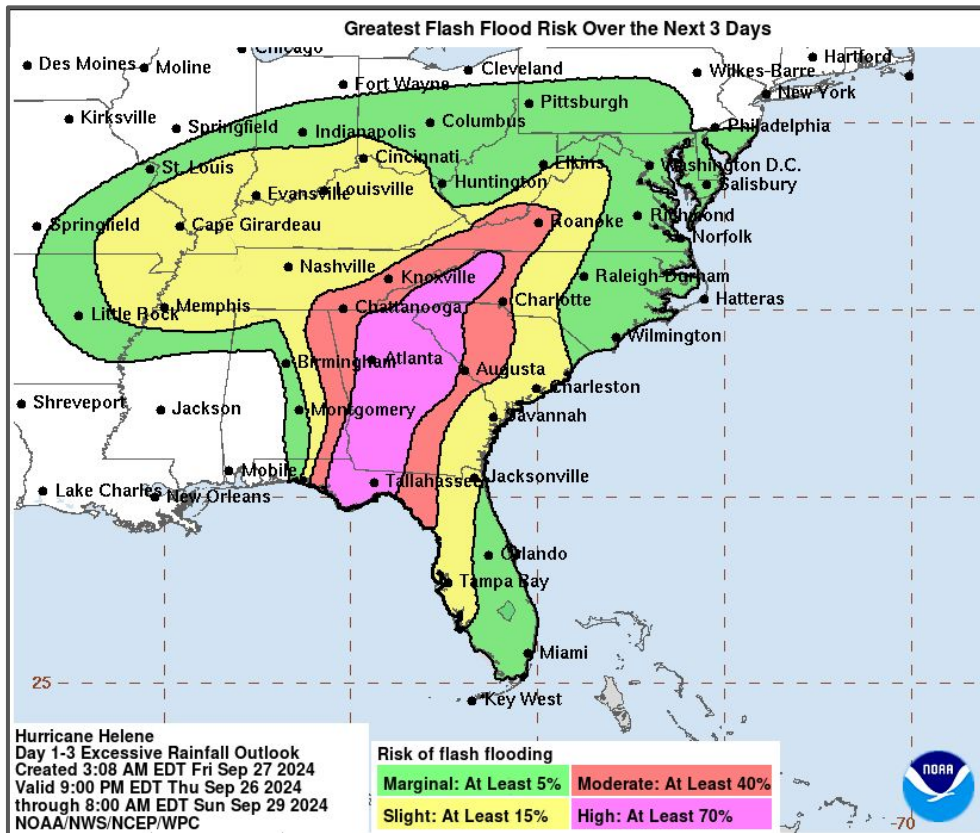 Greatest Flash Flood Risk Over the Next 3 Days
Chicago
Hartford
Des Moines
Moline
Cleveland
Wilkes-Barre
Fort Wayne
New York
Pittsburgh
Kirksville
Springfield
Indianapolis
Columbus
Philadelphia
St. Louis
Cincinnati
Elkins
Washington D.C.
Evansville
Louisville
Huntington
Salisbury
Springfield
Cape Girardeau
Roanoke
Richmond
Norfolk
Nashville
Knoxville
Raleigh-Durham
Little Rock
Memphis
Chattanooga
Charlotte
Hatteras
Wilmington
Birmingham
Atlanta
Augusta
Charleston
Shreveport
Jackson
Montgomery
Savannah
Mobile
Tallahassee
Jacksonville
Lake Charles
New Orleans
Orlando
Tampa Bay
Miami
25
Key West
Hurricane Helene
Day 1-3 Excessive Rainfall Outlook
Created 3:08 AM EDT Fri Sep 27 2024
Valid 9:00 PM EDT Thu Sep 26 2024
through 8:00 AM EDT Sun Sep 29 2024
NOAA/NWS/NCEP/WPC
Risk of flash flooding
Marginal: At Least 5%
Moderate: At Least 40%
Slight: At Least 15%
High: At Least 70%
NOAA
-70